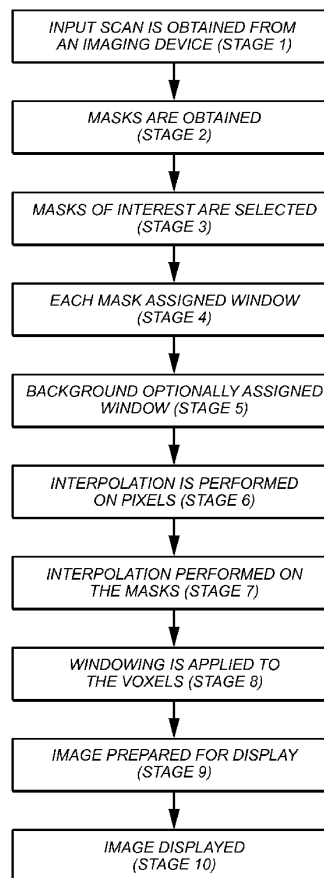 INPUT SCAN IS OBTAINED FROM
AN IMAGING DEVICE (STAGE 1)
MASKS ARE OBTAINED
(STAGE 2)
MASKS OF INTEREST ARE SELECTED
(STAGE 3)
EACH MASK ASSIGNED WINDOW
(STAGE 4)
BACKGROUND OPTIONALLY ASSIGNED
WINDOW (STAGE 5)
INTERPOLATION IS PERFORMED
ON PIXELS (STAGE 6)
INTERPOLATION PERFORMED ON
THE MASKS (STAGE 7)
WINDOWING IS APPLIED TO
THE VOXELS (STAGE 8)
IMAGE PREPARED FOR DISPLAY
(STAGE 9)
IMAGE DISPLAYED
(STAGE 10)